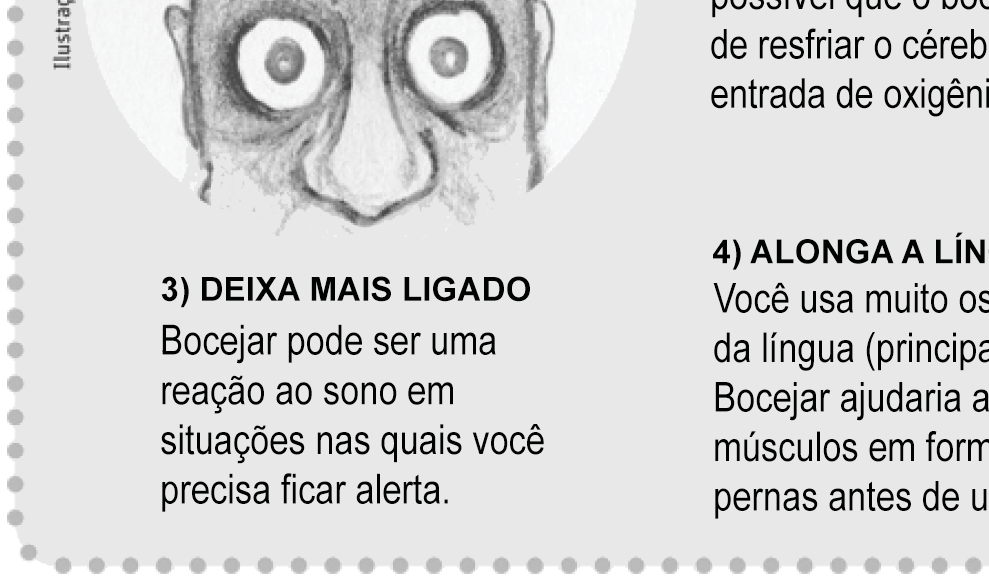 Ilustraç
3) DEIXA MAIS LIGADO
Bocejar pode ser uma
reação ao sono em
situações nas quais você
precisa ficar alerta.
possível que o boc
de resfriar o céreb
entrada de oxigêni
4) ALONGA A LÍN
Você usa muito os
da língua (principa
Bocejar ajudaria a
músculos em form
pernas antes de u